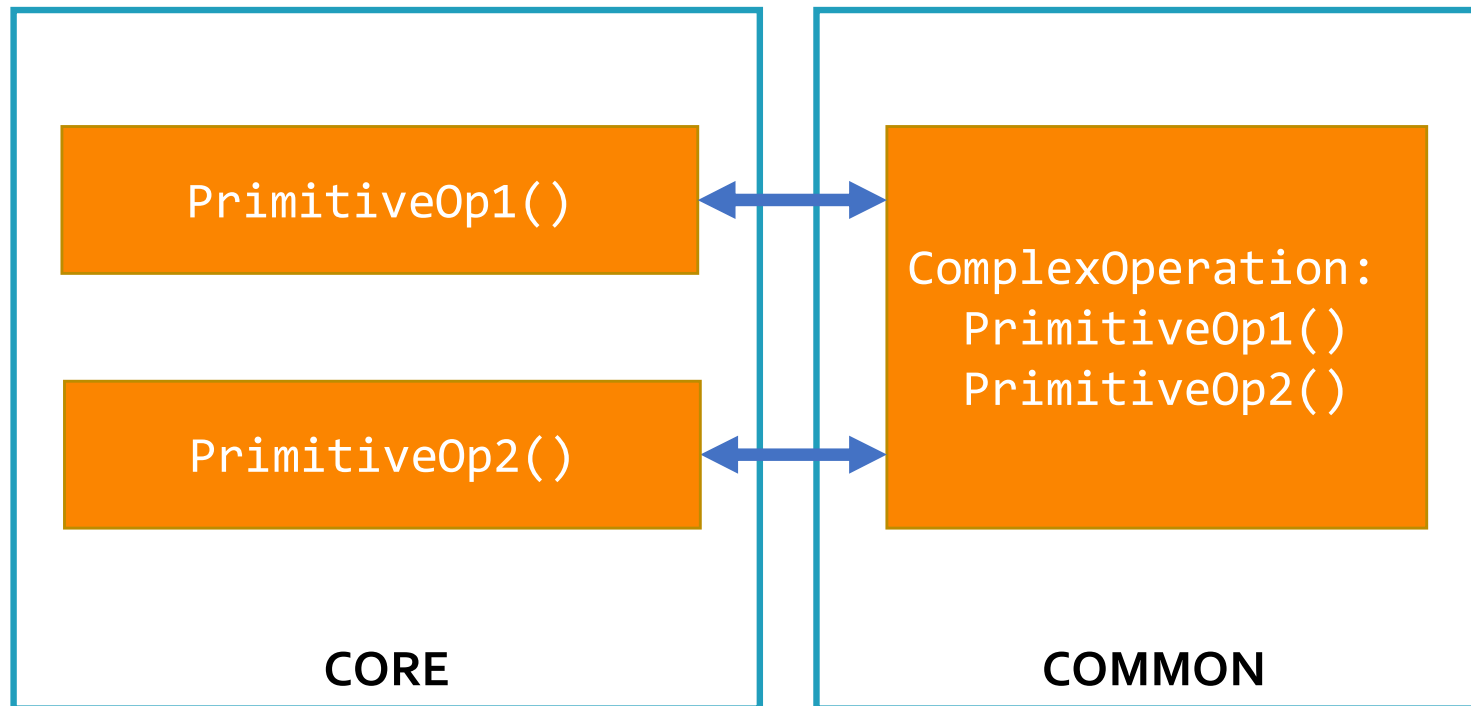 PrimitiveOp1()
PrimitiveOp2()
CORE
ComplexOperation:
PrimitiveOp1()
PrimitiveOp2()
COMMON